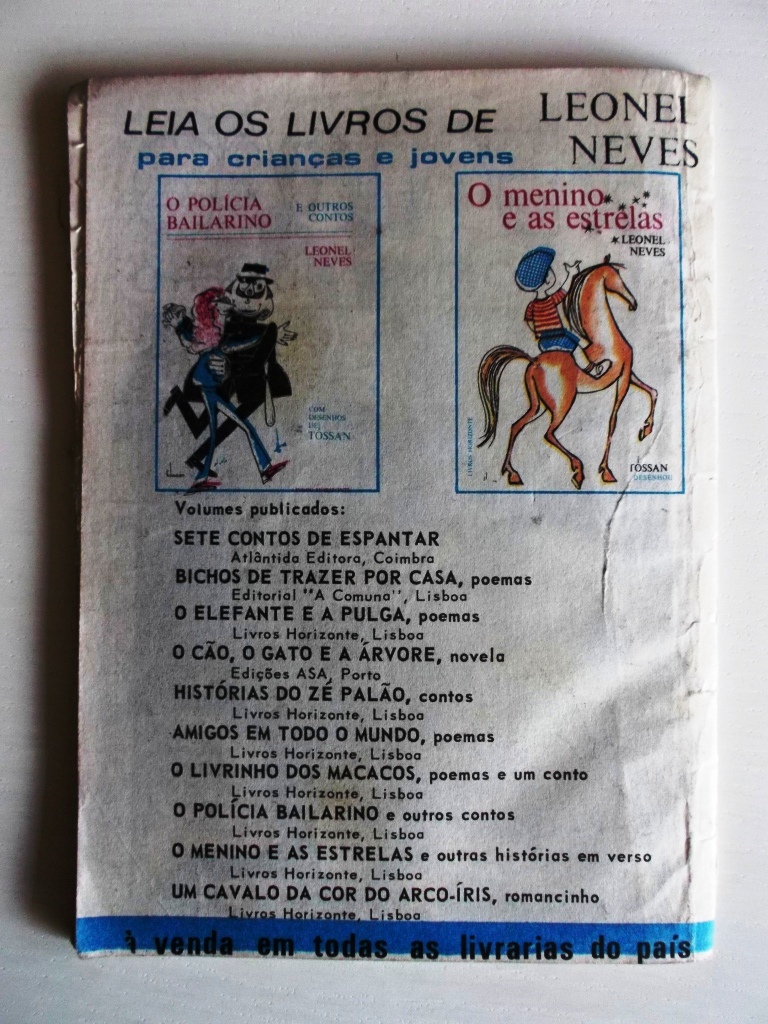 LEIA OS LIVROS DE LEONEL NEVES
para crianças e jovens
O POLÍCIA BAILARINO
E OUTROS CONTOS
LEONEL
NEVES
COM
DESENHOS
DE
TOSSAN
O menino
e as estrelas
LEONEL
NEVES
LIVROS HORIZONTE
TOSSAN
DESENHOU
Volumes publicados:
SETE CONTOS DE ESPANTAR
Atlântida Editora, Coimbra
BICHOS DE TRAZER POR CASA, poemas
Editorial "A Comuna", Lisboa
O ELEFANTE E A PULGA, poemas
Livros Horizonte, Lisboa
O CÃO, O GATO E A ÁRVORE, novela
Edições ASA, Porto
HISTÓRIAS DO ZÉ PALÃO, contos
Livros Horizonte, Lisboa
AMIGOS EM TODO O MUNDO, poemas
Livros Horizonte, Lisboa
O LIVRINHO DOS MACACOS, poemas e um conto
Livros Horizonte, Lisboa
O POLÍCIA BAILARINO e outros contos
Livros Horizonte, Lisboa
O MENINO E AS ESTRELAS e outras histórias em verso
Livros Horizonte, Lisboa
UM CAVALO DA COR DO ARCO-ÍRIS, romancinho
Livros Horizonte, Lisboa
à venda em todas as livrarias do país